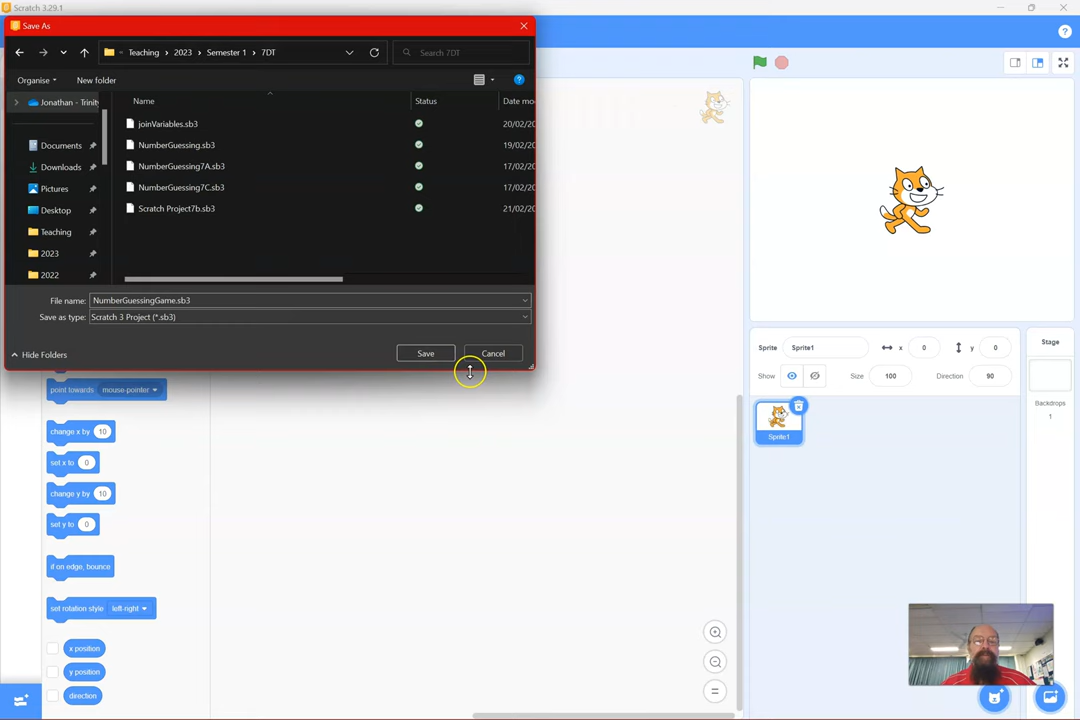 Scratch 3.29.1
Save As
Teaching > 2023 > Semester 1 > 7DT
Search 7DT
Organise
New folder
Name
Status
Date mo
Jonathan - Trinity
Documents
Downloads
Pictures
Desktop
Teaching
2023
2022
joinVariables.sb3
20/02/20
NumberGuessing.sb3
19/02/20
NumberGuessing7A.sb3
17/02/20
NumberGuessing7C.sb3
17/02/20
Scratch Project7b.sb3
21/02/20
File name: NumberGuessingGame.sb3
Save as type: Scratch 3 Project (*.sb3)
Hide Folders
Save
Cancel
point towards mouse-pointer
change x by 10
set x to 0
change y by 10
set y to 0
if on edge, bounce
set rotation style left-right
x position
y position
direction
Sprite Sprite1
x 0
y 0
Show
Size 100
Direction 90
Sprite1
Stage
Backdrops
1